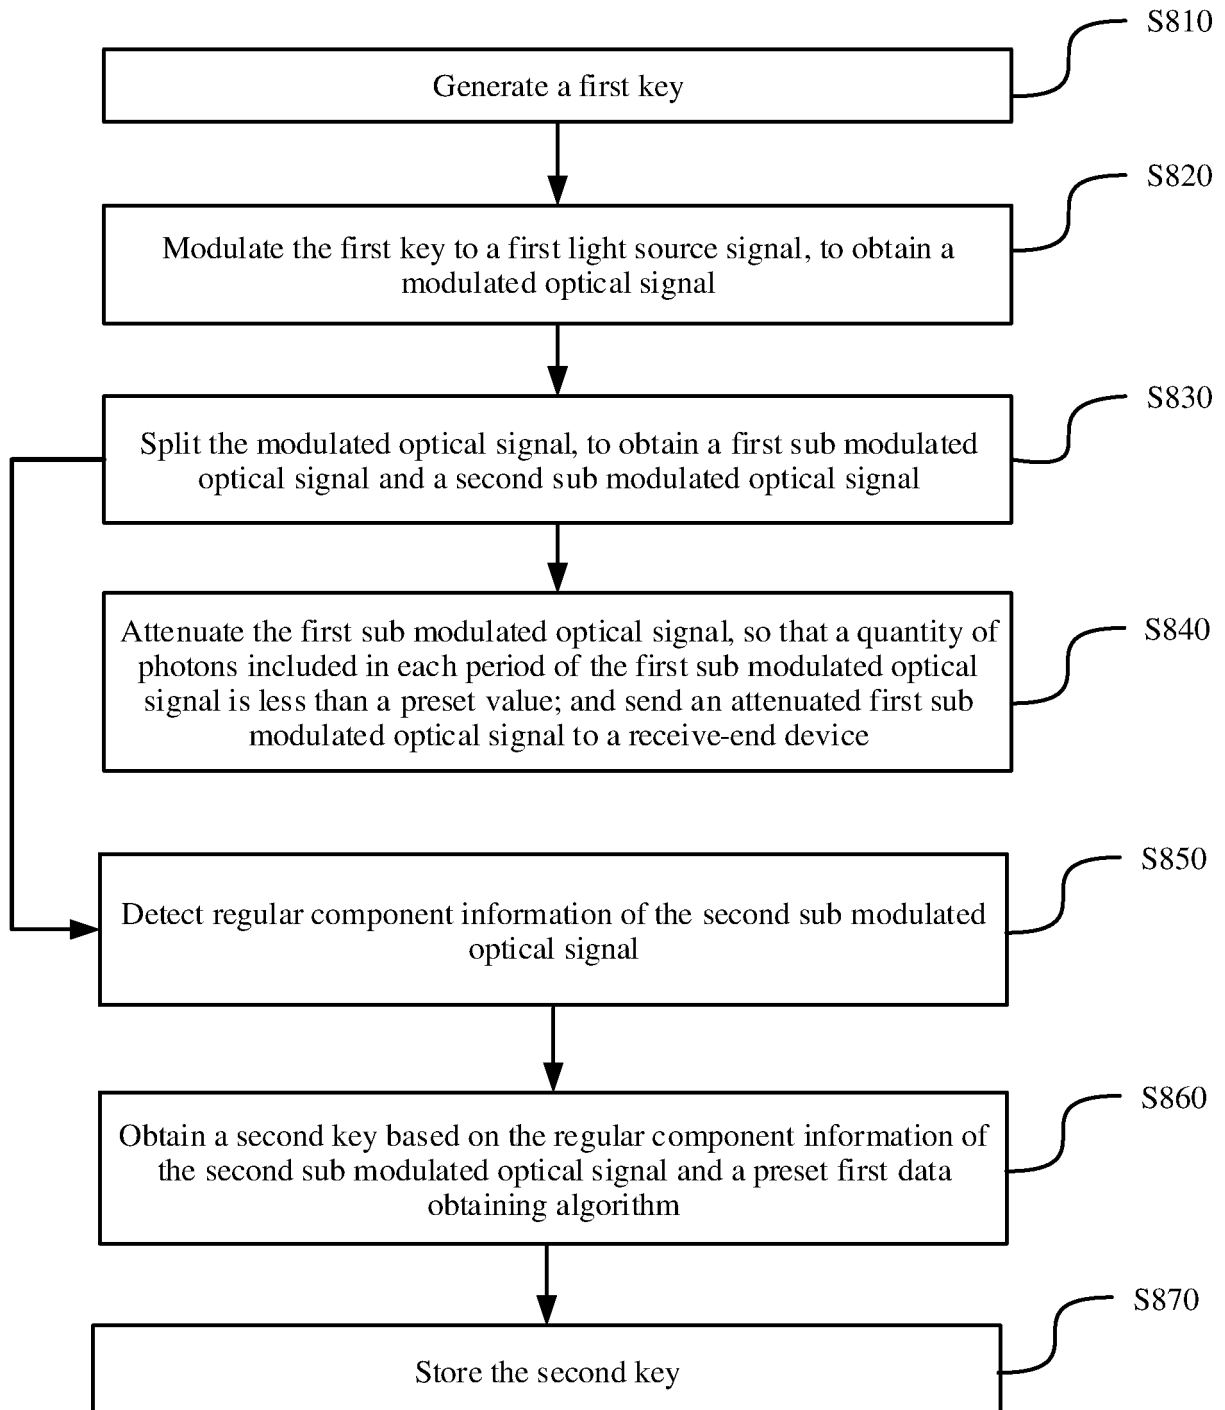 S810
Generate a first key
S820
Modulate the first key to a first light source signal, to obtain a
modulated optical signal
S830
Split the modulated optical signal, to obtain a first sub modulated
optical signal and a second sub modulated optical signal
S840
Attenuate the first sub modulated optical signal, so that a quantity of
photons included in each period of the first sub modulated optical
signal is less than a preset value; and send an attenuated first sub
modulated optical signal to a receive-end device
S850
Detect regular component information of the second sub modulated
optical signal
S860
Obtain a second key based on the regular component information of
the second sub modulated optical signal and a preset first data
obtaining algorithm
S870
Store the second key